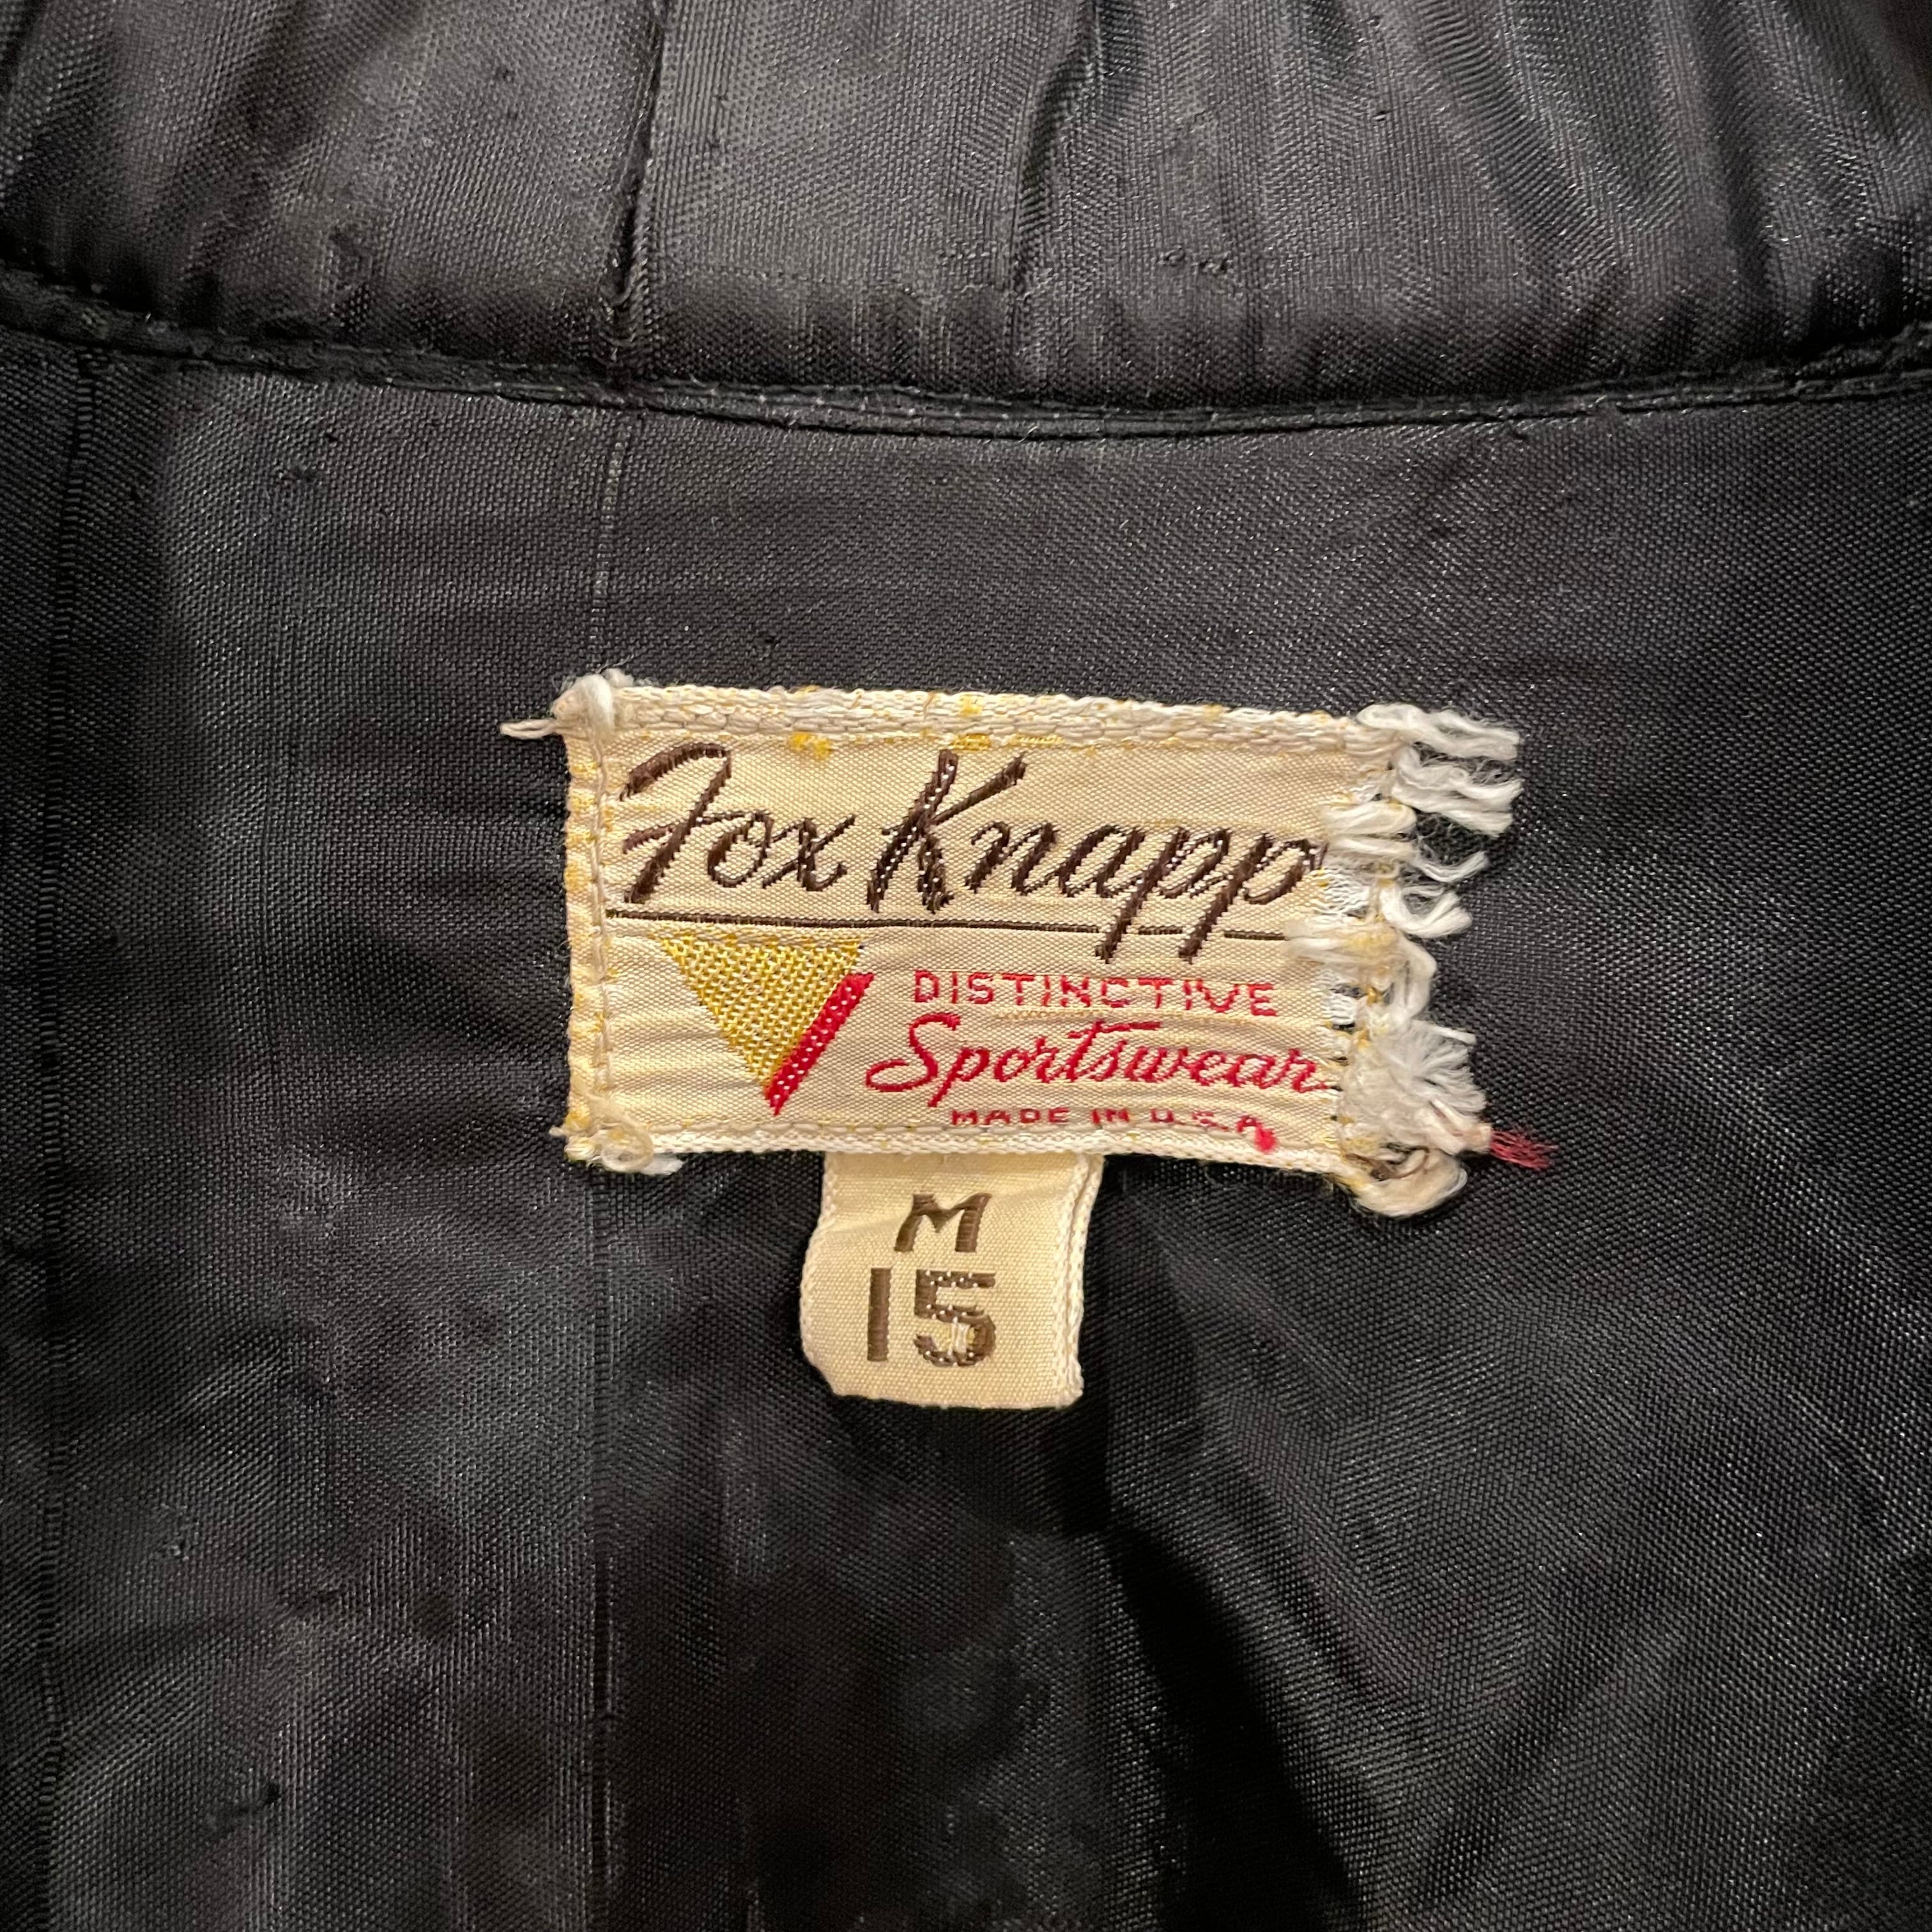 Fox Knapp
DISTINCTIVE
Sportswear
MADE IN U.S.A
M
15